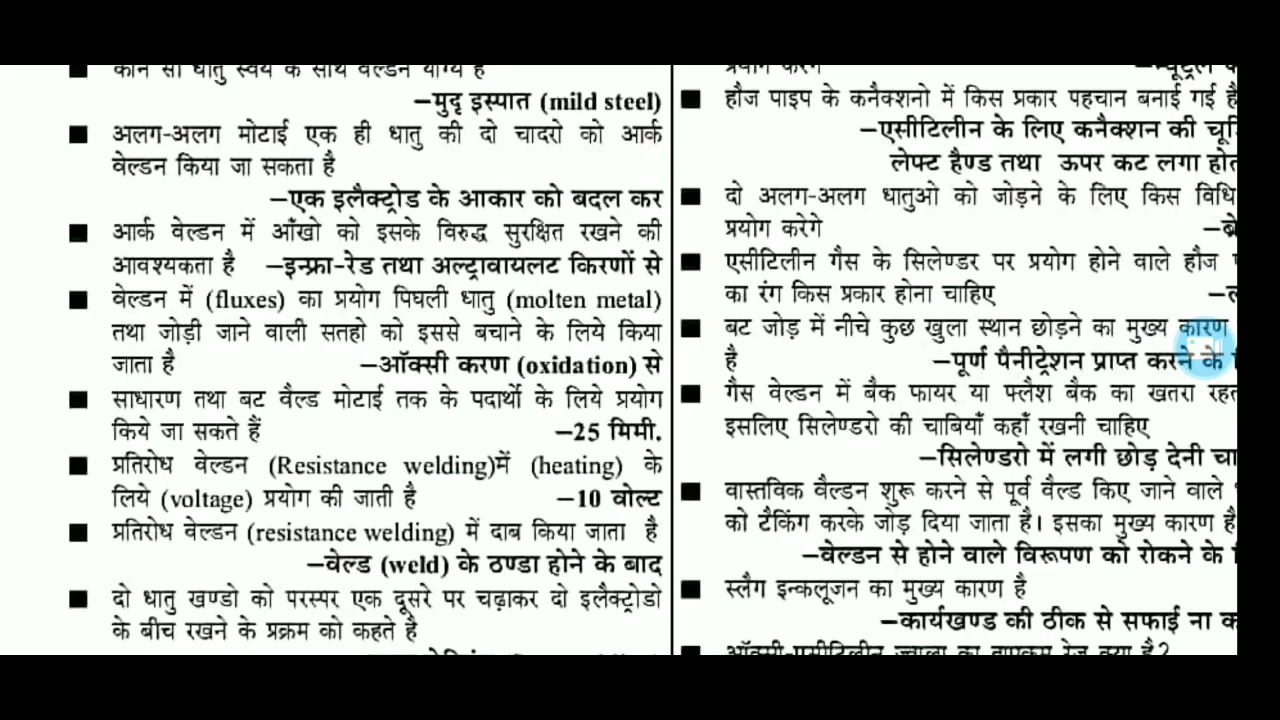 कौन सी धातु स्वयं के साथ वेल्डन योग्य है
–मुदृ इस्पात (mild steel)
■ अलग-अलग मोटाई एक ही धातु की दो चादरो को आर्क
वेल्डन किया जा सकता है
–एक इलैक्ट्रोड के आकार को बदल कर
■ आर्क वेल्डन में आँखो को इसके विरुद्ध सुरक्षित रखने की
आवश्यकता है –इन्फ्रा-रेड तथा अल्ट्रावायलट किरणों से
■ वेल्डन में (fluxes) का प्रयोग पिघली धातु (molten metal)
तथा जोड़ी जाने वाली सतहो को इससे बचाने के लिये किया
जाता है –ऑक्सी करण (oxidation) से
■ साधारण तथा बट वैल्ड मोटाई तक के पदार्थो के लिये प्रयोग
किये जा सकते हैं –25 मिमी.
■ प्रतिरोध वेल्डन (Resistance welding)में (heating) के
लिये (voltage) प्रयोग की जाती है –10 वोल्ट
■ प्रतिरोध वेल्डन (resistance welding) में दाब किया जाता है
–वेल्ड (weld) के ठण्डा होने के बाद
■ दो धातु खण्डो को परस्पर एक दूसरे पर चढ़ाकर दो इलैक्ट्रोडो
के बीच रखने के प्रक्रम को कहते है
प्रयोग करेंगे
■ हौज पाइप के कनैक्शनो में किस प्रकार पहचान बनाई गई है
–एसीटिलीन के लिए कनैक्शन की
लेफ्ट हैण्ड तथा ऊपर कट लगा
■ दो अलग-अलग धातुओ को जोड़ने के लिए किस विधि
प्रयोग करेगे
■ एसीटिलीन गैस के सिलेण्डर पर प्रयोग होने वाले हौज
का रंग किस प्रकार होना चाहिए
■ बट जोड़ में नीचे कुछ खुला स्थान छोड़ने का मुख्य कारण
है –पूर्ण पैनीट्रेशन प्राप्त करने के
■ गैस वेल्डन में बैक फायर या फ्लैश बैक का खतरा
इसलिए सिलेण्डरो की चाबियाँ कहाँ रखनी चाहिए
–सिलेण्डरो में लगी छोड़ देनी
■ वास्तविक वैल्डन शुरू करने से पूर्व वैल्ड किए जाने वाले
को टैकिंग करके जोड़ दिया जाता है। इसका मुख्य कारण है
–वेल्डन से होने वाले विरूपण को रोकने के
■ स्लैग इन्कलूजन का मुख्य कारण है
–कार्यखण्ड की ठीक से सफाई ना
ऑक्सी-एसीटिलीन ज्वाला का तापक्रम रेज क्या है?